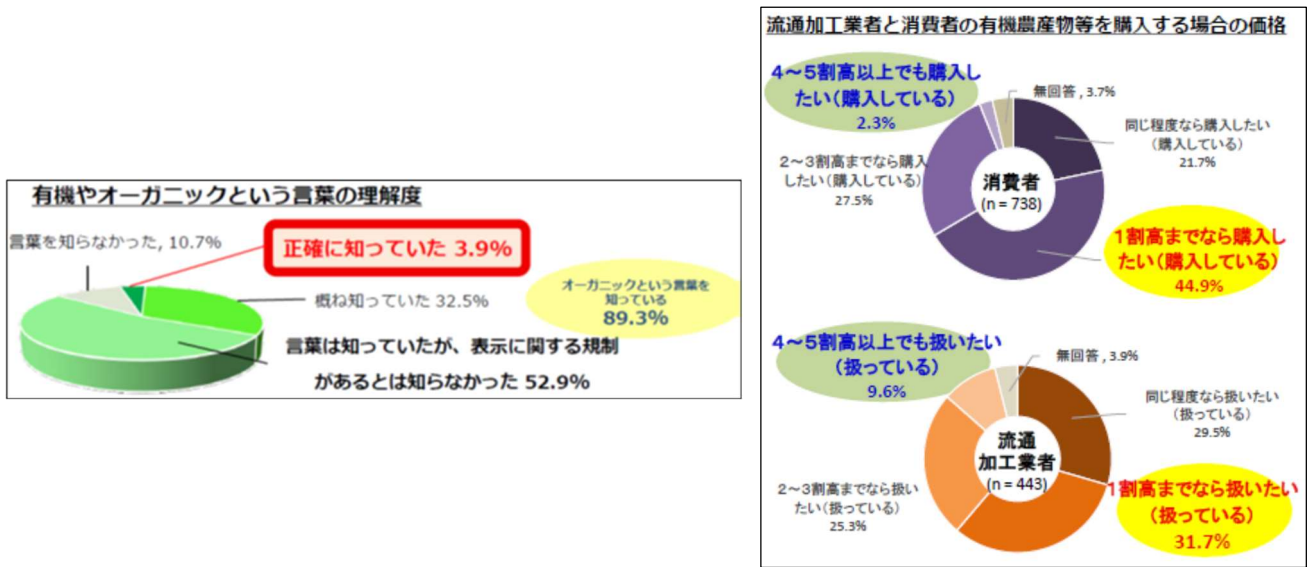 有機やオーガニックという言葉の理解度
言葉を知らなかった, 10.7%
正確に知っていた 3.9%
概ね知っていた 32.5%
オーガニックという言葉を
知っている
89.3%
言葉は知っていたが、表示に関する規制
があるとは知らなかった 52.9%
流通加工業者と消費者の有機農産物等を購入する場合の価格
4～5割高以上でも購入し
たい(購入している)
2.3%
無回答 , 3.7%
同じ程度なら購入したい
(購入している)
21.7%
2～3割高までなら購入
したい(購入している)
27.5%
消費者
(n = 738)
1割高までなら購入し
たい(購入している)
44.9%
4～5割高以上でも扱いたい
(扱っている)
9.6%
無回答 , 3.9%
同じ程度なら扱いたい
(扱っている)
29.5%
流通
加工業者
(n = 443)
2～3割高までなら扱い
たい(扱っている)
25.3%
1割高までなら扱いたい
(扱っている)
31.7%